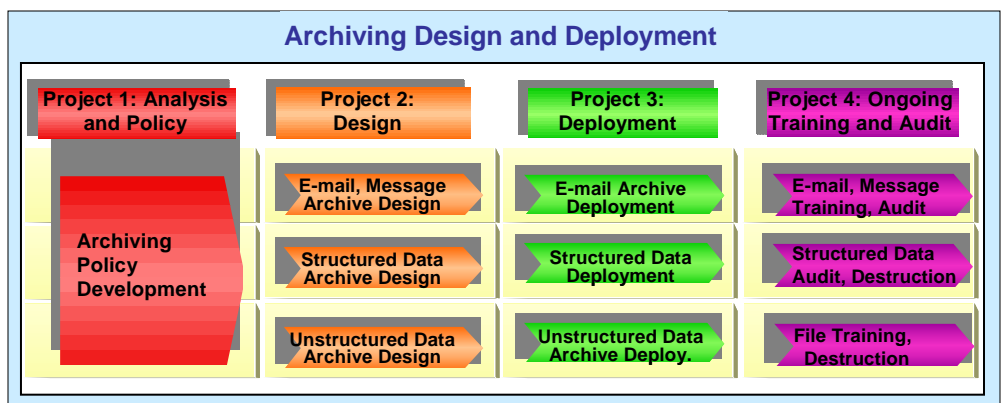 Archiving Design and Deployment
Project 1: Analysis
and Policy
Project 2:
Design
Project 3:
Deployment
Project 4: Ongoing
Training and Audit
Archiving
Policy
Development
E-mail, Message
Archive Design
E-mail Archive
Deployment
E-mail, Message
Training, Audit
Structured Data
Archive Design
Structured Data
Deployment
Structured Data
Audit, Destruction
Unstructured Data
Archive Design
Unstructured Data
Archive Deploy.
File Training,
Destruction